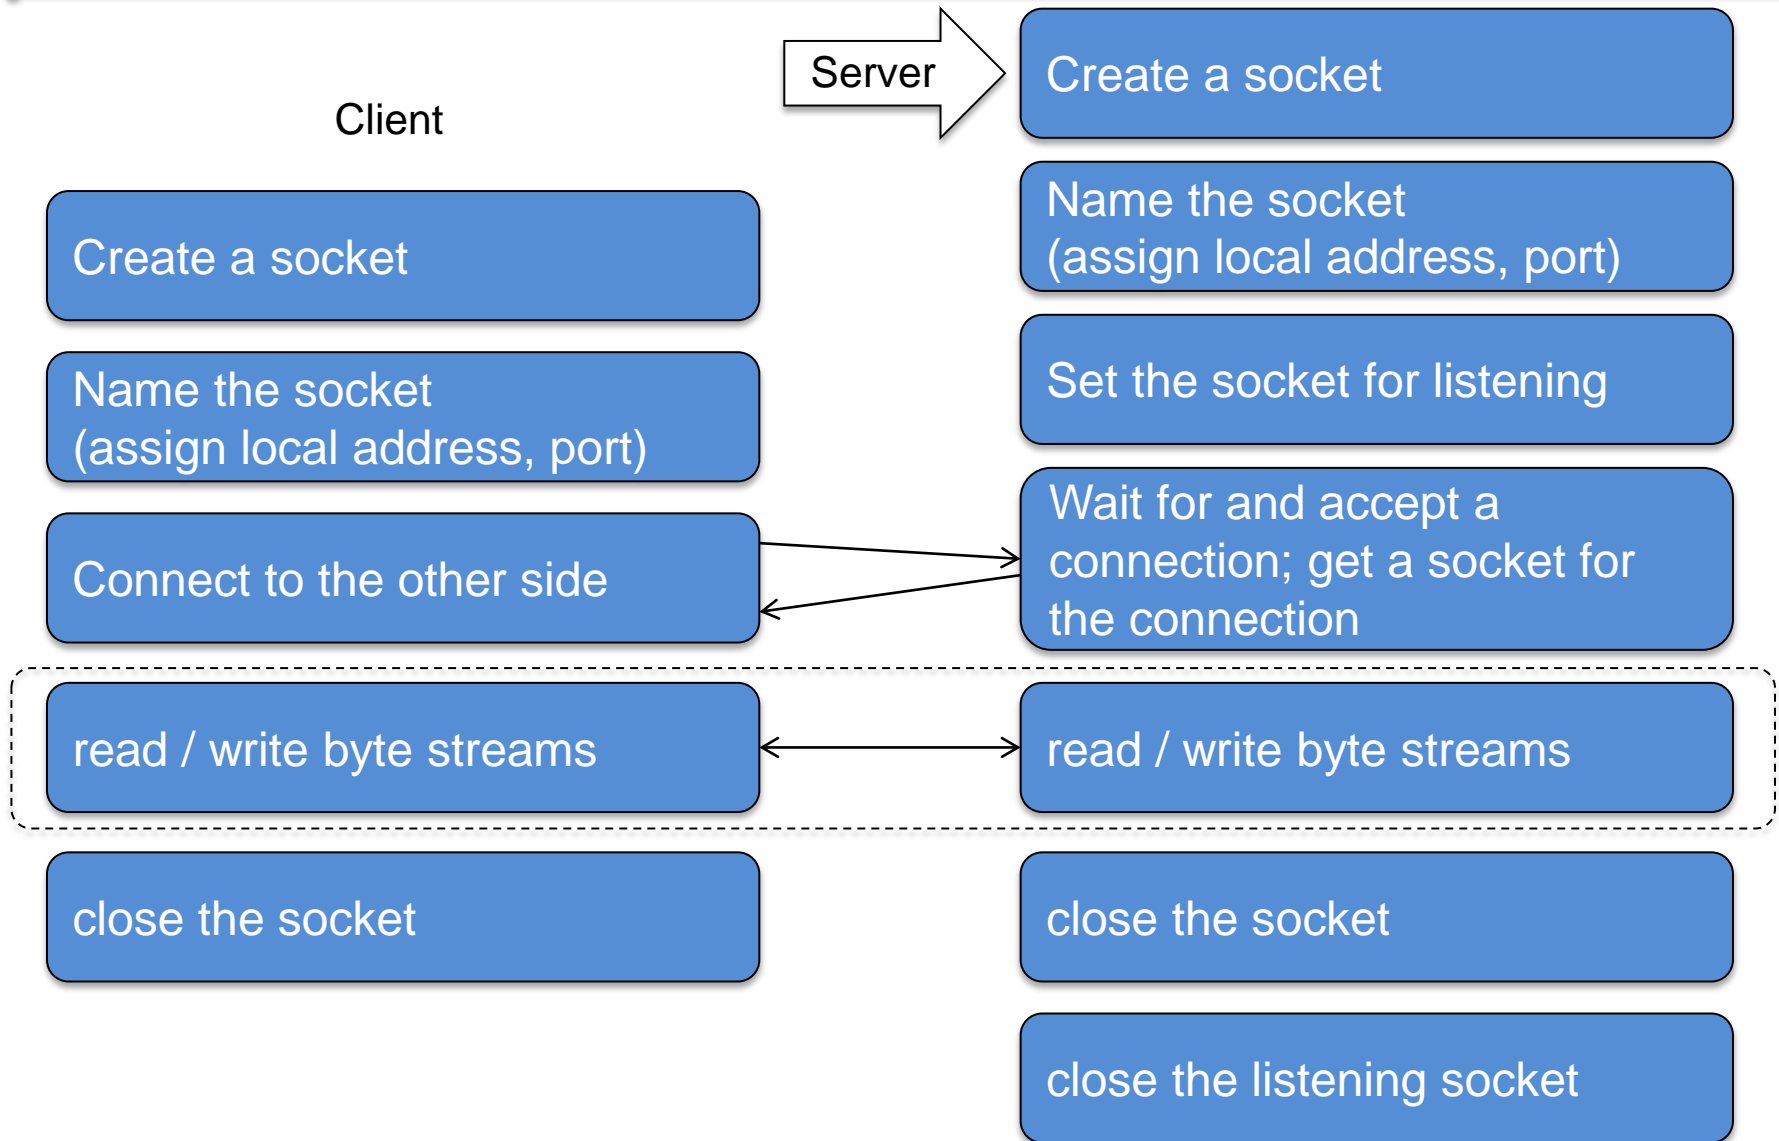 Client
Create a socket
Name the socket
(assign local address, port)
Connect to the other side
read / write byte streams
close the socket
Server
Create a socket
Name the socket
(assign local address, port)
Set the socket for listening
Wait for and accept a
connection; get a socket for
the connection
read / write byte streams
close the socket
close the listening socket